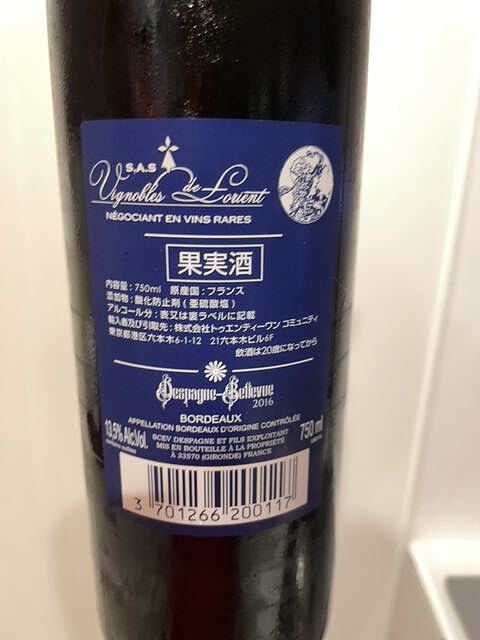 S.A.S
Vignobles de Lorient
NÉGOCIANT EN VINS RARES
果実酒
内容量：750ml 原産国：フランス
添加物：酸化防止剤（亜硫酸塩）
アルコール分：表又は裏ラベルに記載
輸入者及び引取先：株式会社トゥエンティーワン コミュニティ
東京都港区六本木6-1-12 21六本木ビル6F
飲酒は20歳になってから
Despagne-Bellevue
2016
BORDEAUX
APPELLATION BORDEAUX D'ORIGINE CONTRÔLÉE
13,5% Alc./Vol.
SCEV DESPAGNE ET FILS EXPLOITANT
750 ml
MIS EN BOUTEILLE À LA PROPRIÉTÉ
À 33570 (GIRONDE) FRANCE
3 701266 200117